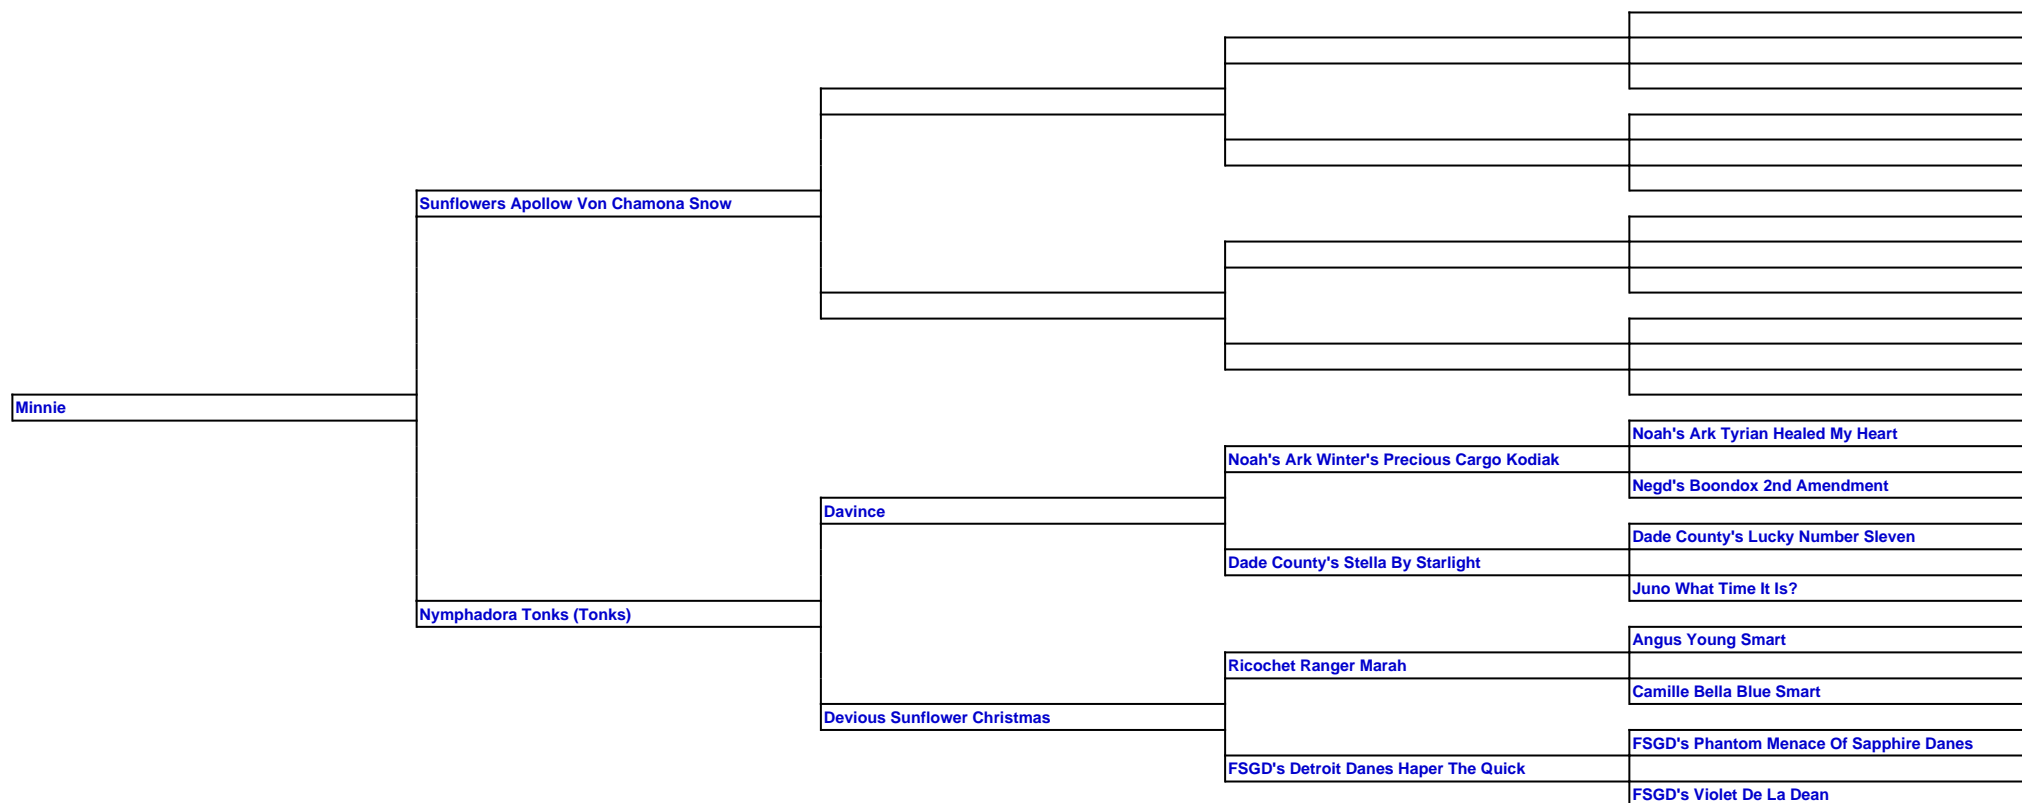 Sunflowers Apollow Von Chamona Snow
Minnie
Noah's Ark Tyrian Healed My Heart
Noah's Ark Winter's Precious Cargo Kodiak
Negd's Boondox 2nd Amendment
Davince
Dade County's Lucky Number Sleven
Dade County's Stella By Starlight
Juno What Time It Is?
Nymphadora Tonks (Tonks)
Angus Young Smart
Ricochet Ranger Marah
Camille Bella Blue Smart
Devious Sunflower Christmas
FSGD's Phantom Menace Of Sapphire Danes
FSGD's Detroit Danes Haper The Quick
FSGD's Violet De La Dean